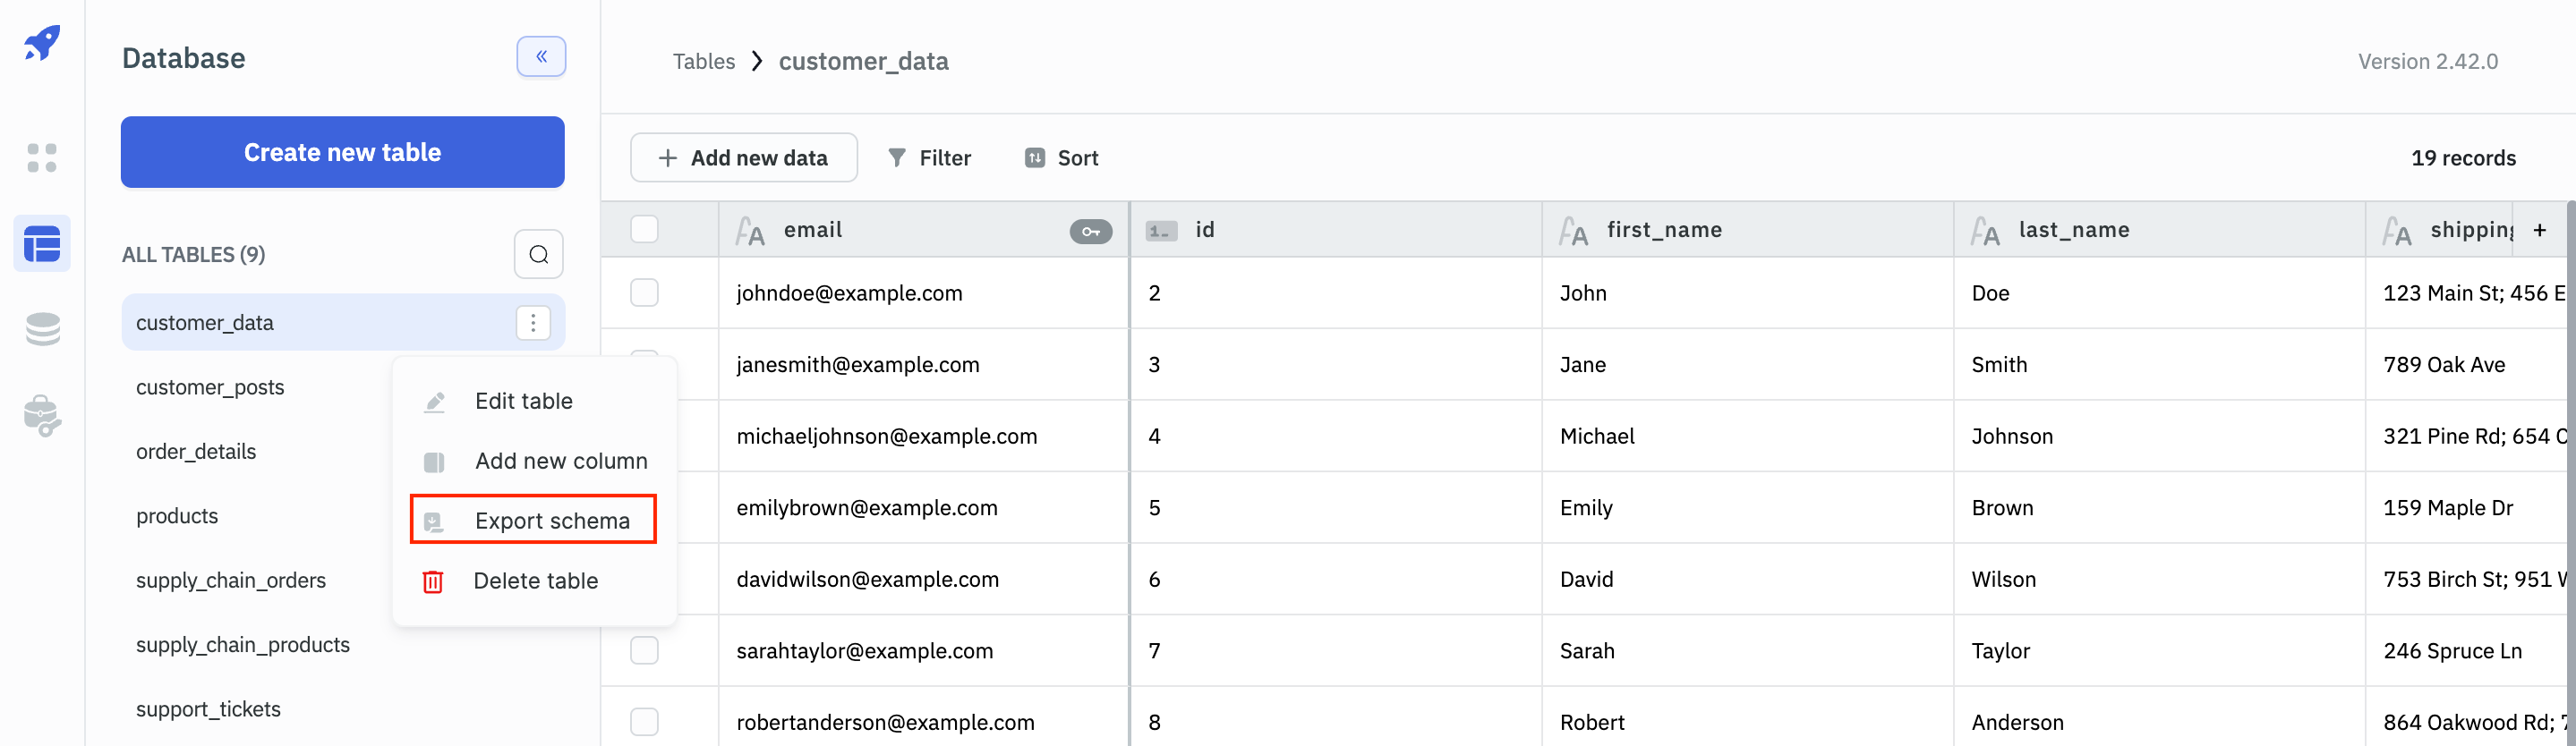 Database
Create new table
ALL TABLES (9)
customer_data
customer_posts
order_details
products
supply_chain_orders
supply_chain_products
support_tickets
Edit table
Add new column
Export schema
Delete table
Tables customer_data
Version 2.42.0
Add new data Filter Sort
19 records
email id first_name last_name shipping +
johndoe@example.com 2 John Doe 123 Main St; 456 E
janesmith@example.com 3 Jane Smith 789 Oak Ave
michaeljohnson@example.com 4 Michael Johnson 321 Pine Rd; 654
emilybrown@example.com 5 Emily Brown 159 Maple Dr
davidwilson@example.com 6 David Wilson 753 Birch St; 951
sarahtaylor@example.com 7 Sarah Taylor 246 Spruce Ln
robertanderson@example.com 8 Robert Anderson 864 Oakwood Rd;